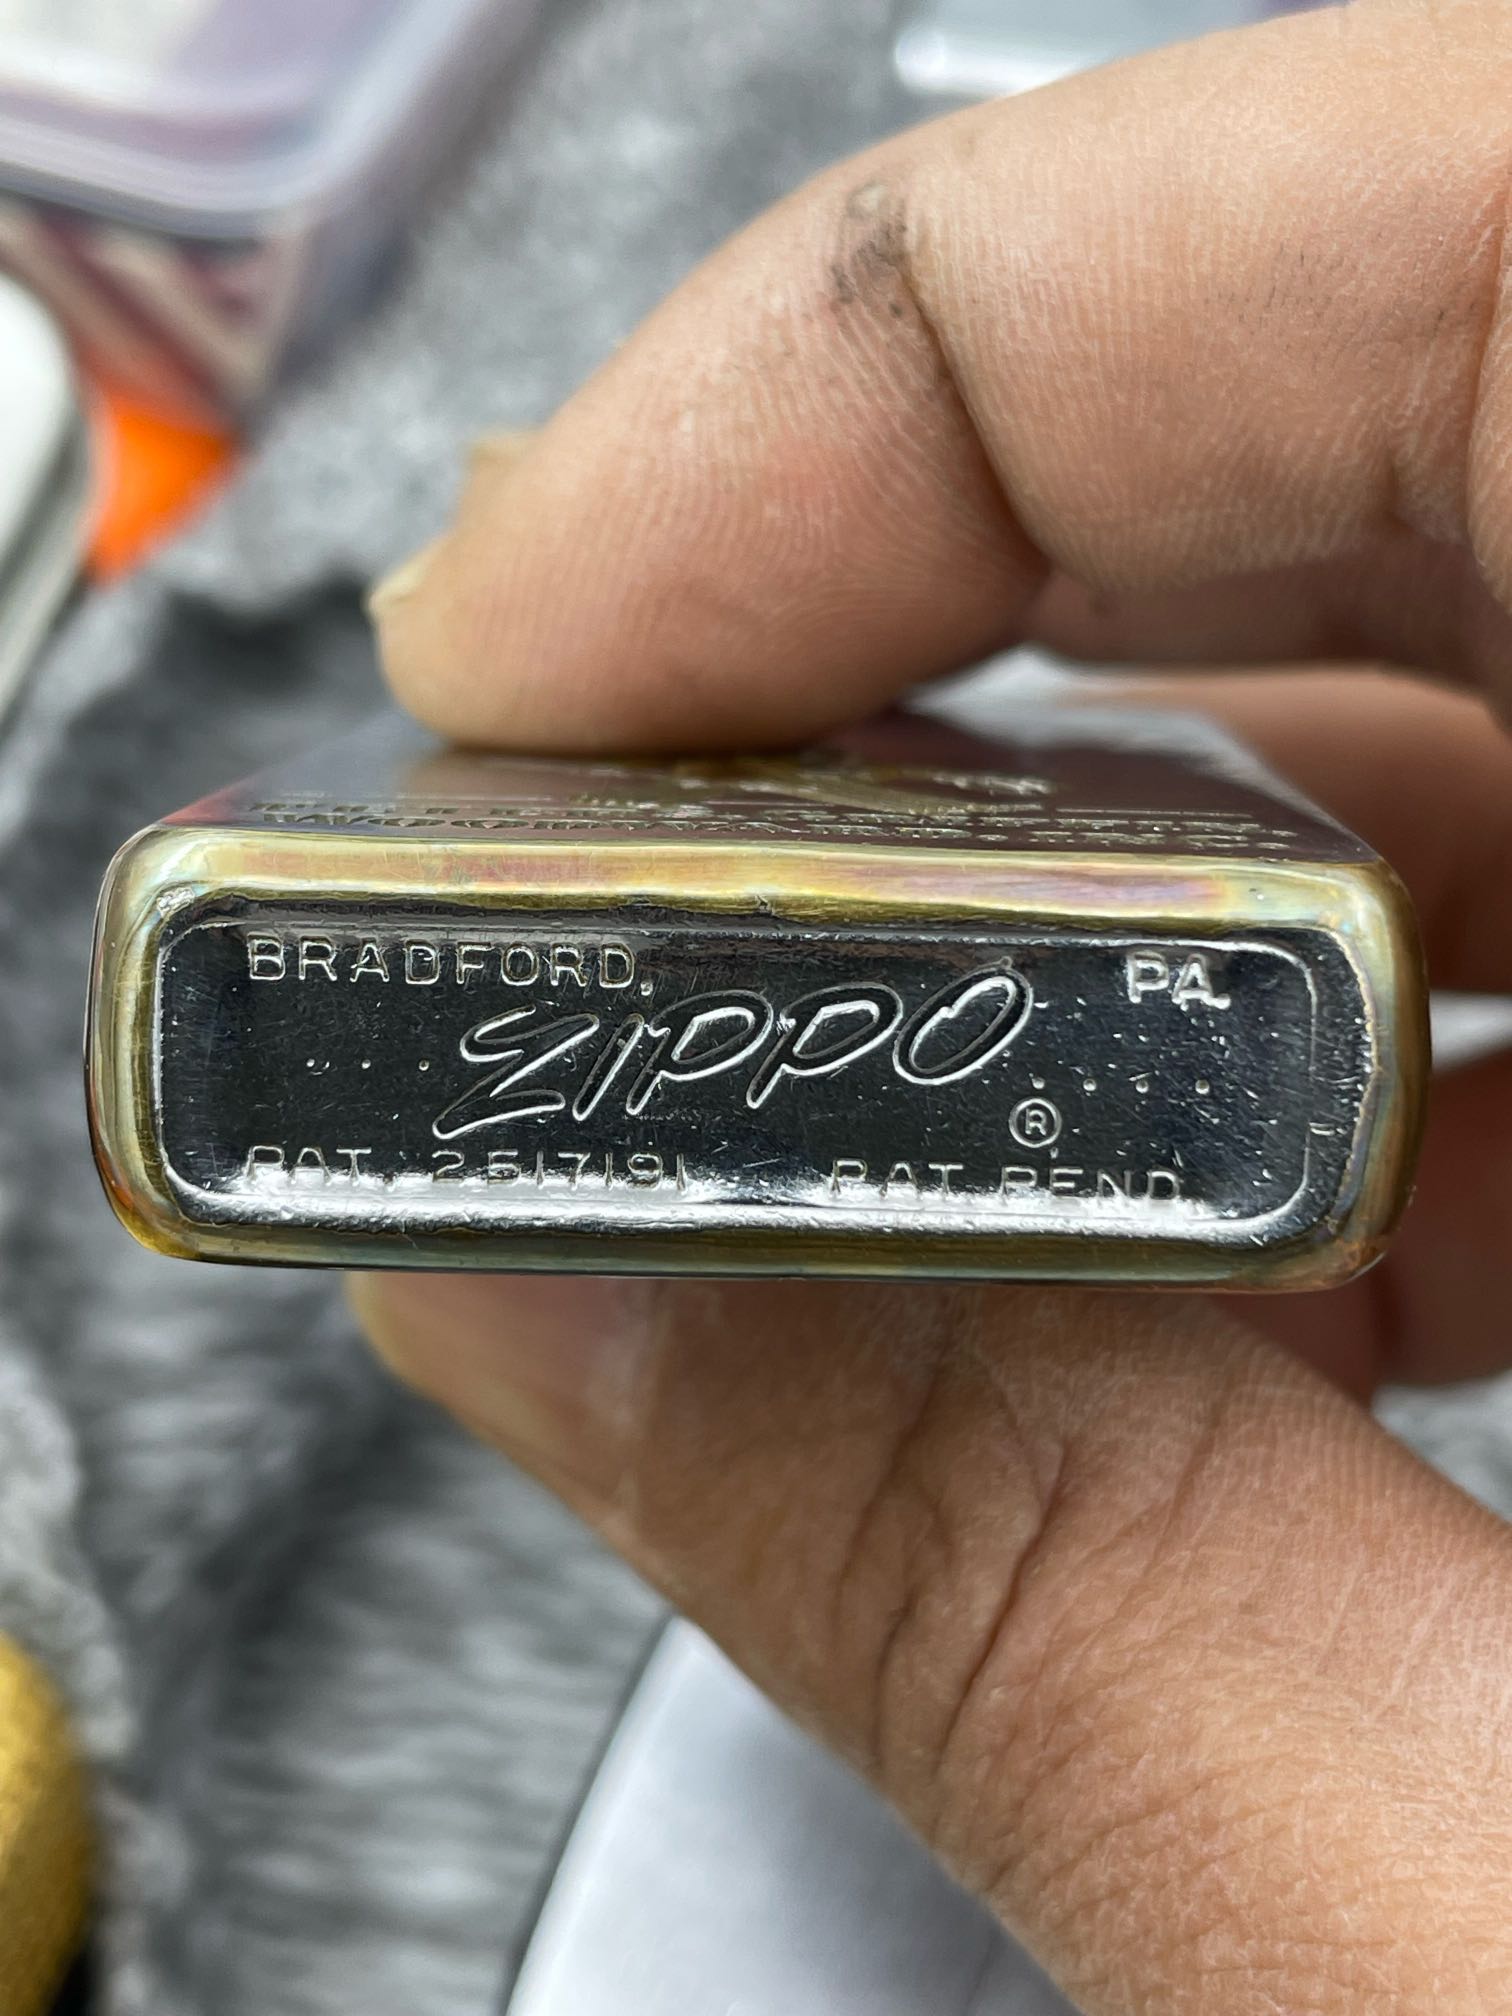 BRADFORD, PA.
ZIPPO
®
PAT. 2517191 PAT. PEND.